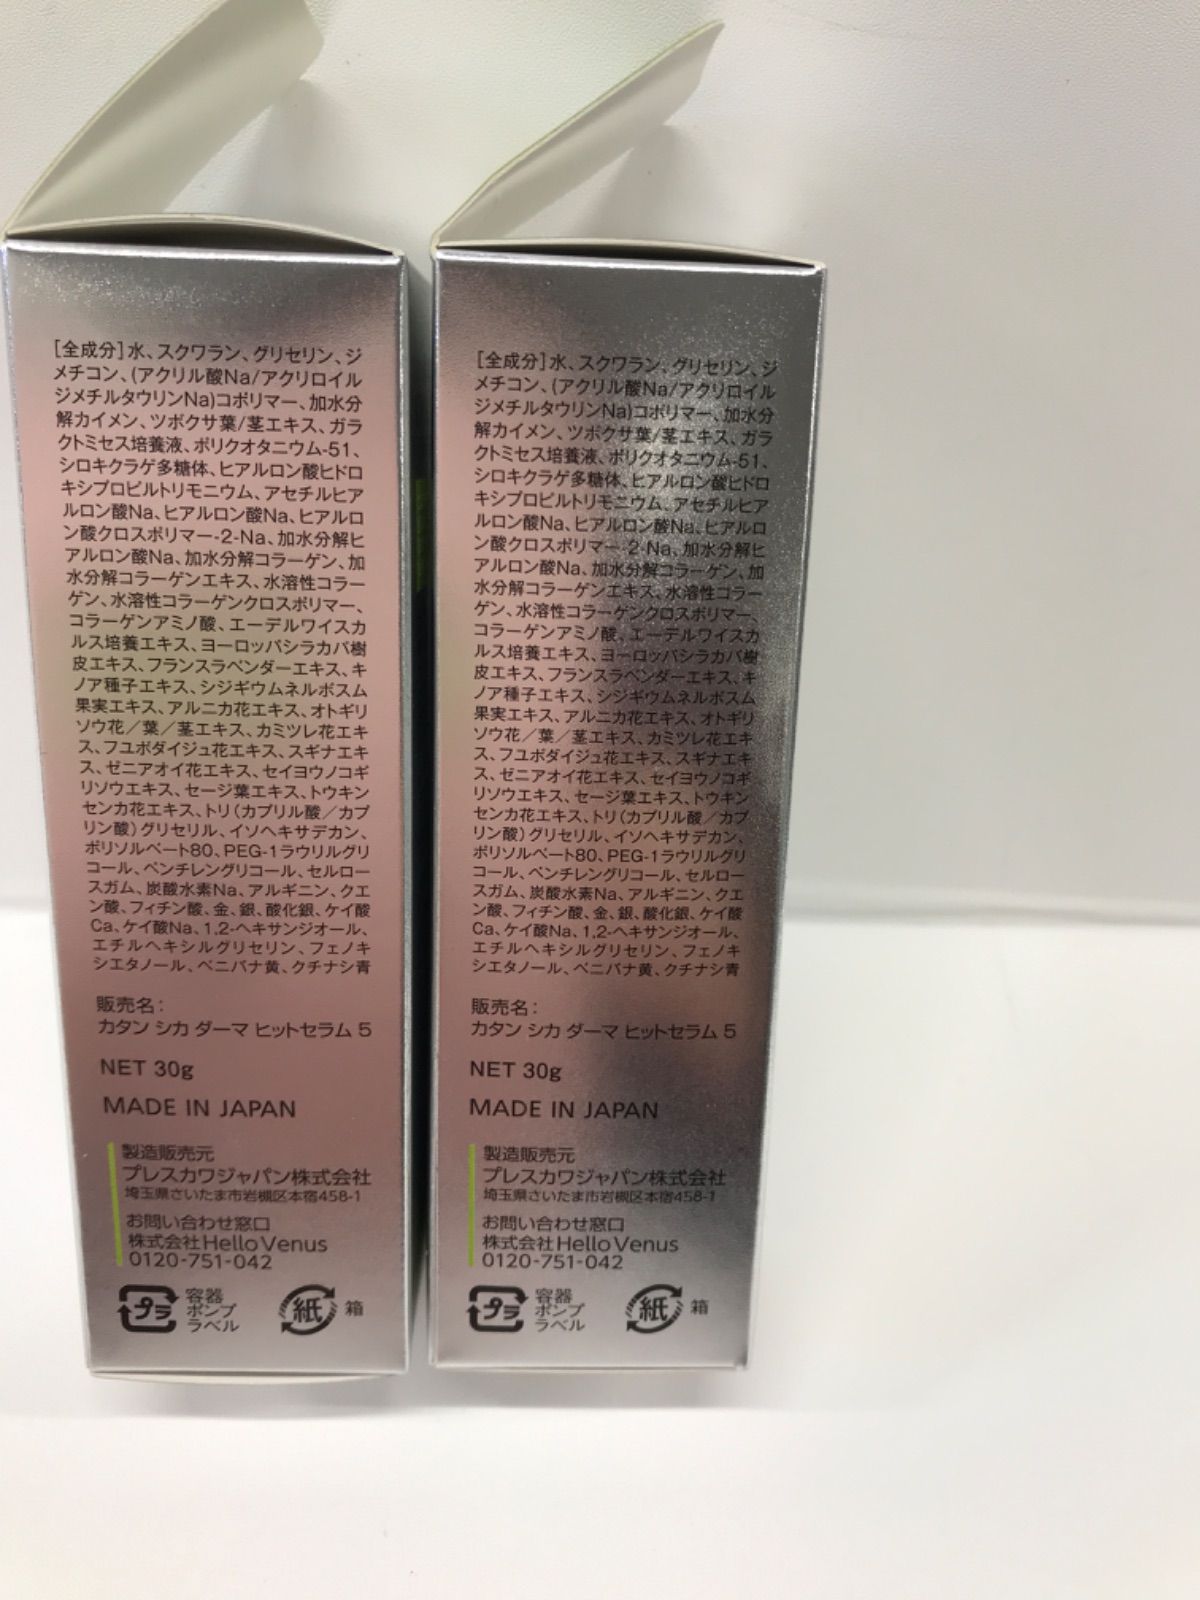 [全成分]水、スクワラン、グリセリン、ジ
メチコン、(アクリル酸Na/アクリロイル
ジメチルタウリンNa)コポリマー、加水分
解カイメン、ツボクサ葉/茎エキス、ガラ
クトミセス培養液、ポリクオタニウム-51、
シロキクラゲ多糖体、ヒアルロン酸ヒドロ
キシプロピルトリモニウム、アセチルヒア
ルロン酸Na、ヒアルロン酸Na、ヒアルロ
ン酸クロスポリマー-2-Na、加水分解ヒ
アルロン酸Na、加水分解コラーゲン、加
水分解コラーゲンエキス、水溶性コラー
ゲン、水溶性コラーゲンクロスポリマー、
コラーゲンアミノ酸、エーデルワイスカ
ルス培養エキス、ヨーロッパシラカバ樹
皮エキス、フランスラベンダーエキス、キ
ノア種子エキス、シジギウムネルボスム
果実エキス、アルニカ花エキス、オトギリ
ソウ花／葉／茎エキス、カミツレ花エキ
ス、フユボダイジュ花エキス、スギナエキ
ス、ゼニアオイ花エキス、セイヨウノコギ
リソウエキス、セージ葉エキス、トウキン
センカ花エキス、トリ(カプリル酸／カプ
リン酸)グリセリル、イソヘキサデカン、
ポリソルベート80、PEG-1ラウリルグリ
コール、ペンチレングリコール、セルロー
スガム、炭酸水素Na、アルギニン、クエ
ン酸、フィチン酸、金、銀、酸化銀、ケイ酸
Ca、ケイ酸Na、1,2-ヘキサンジオール、
エチルヘキシルグリセリン、フェノキ
シエタノール、ベニバナ黄、クチナシ青
販売名:
カタン シカ ダーマ ヒットセラム 5
NET 30g
MADE IN JAPAN
製造販売元
プレスカワジャパン株式会社
埼玉県さいたま市岩槻区本宿458-1
お問い合わせ窓口
株式会社Hello Venus
0120-751-042
プラ
容器
ポンプ
ラベル
紙
箱
[全成分]水、スクワラン、グリセリン、ジ
メチコン、(アクリル酸Na/アクリロイル
ジメチルタウリンNa)コポリマー、加水分
解カイメン、ツボクサ葉/茎エキス、ガラ
クトミセス培養液、ポリクオタニウム-51、
シロキクラゲ多糖体、ヒアルロン酸ヒドロ
キシプロピルトリモニウム、アセチルヒア
ルロン酸Na、ヒアルロン酸Na、ヒアルロ
ン酸クロスポリマー-2-Na、加水分解ヒ
アルロン酸Na、加水分解コラーゲン、加
水分解コラーゲンエキス、水溶性コラー
ゲン、水溶性コラーゲンクロスポリマー、
コラーゲンアミノ酸、エーデルワイスカ
ルス培養エキス、ヨーロッパシラカバ樹
皮エキス、フランスラベンダーエキス、キ
ノア種子エキス、シジギウムネルボスム
果実エキス、アルニカ花エキス、オトギリ
ソウ花／葉／茎エキス、カミツレ花エキ
ス、フユボダイジュ花エキス、スギナエキ
ス、ゼニアオイ花エキス、セイヨウノコギ
リソウエキス、セージ葉エキス、トウキン
センカ花エキス、トリ(カプリル酸／カプ
リン酸)グリセリル、イソヘキサデカン、
ポリソルベート80、PEG-1ラウリルグリ
コール、ペンチレングリコール、セルロー
スガム、炭酸水素Na、アルギニン、クエ
ン酸、フィチン酸、金、銀、酸化銀、ケイ酸
Ca、ケイ酸Na、1,2-ヘキサンジオール、
エチルヘキシルグリセリン、フェノキ
シエタノール、ベニバナ黄、クチナシ青
販売名:
カタン シカ ダーマ ヒットセラム 5
NET 30g
MADE IN JAPAN
製造販売元
プレスカワジャパン株式会社
埼玉県さいたま市岩槻区本宿458-1
お問い合わせ窓口
株式会社Hello Venus
0120-751-042
プラ
容器
ポンプ
ラベル
紙
箱